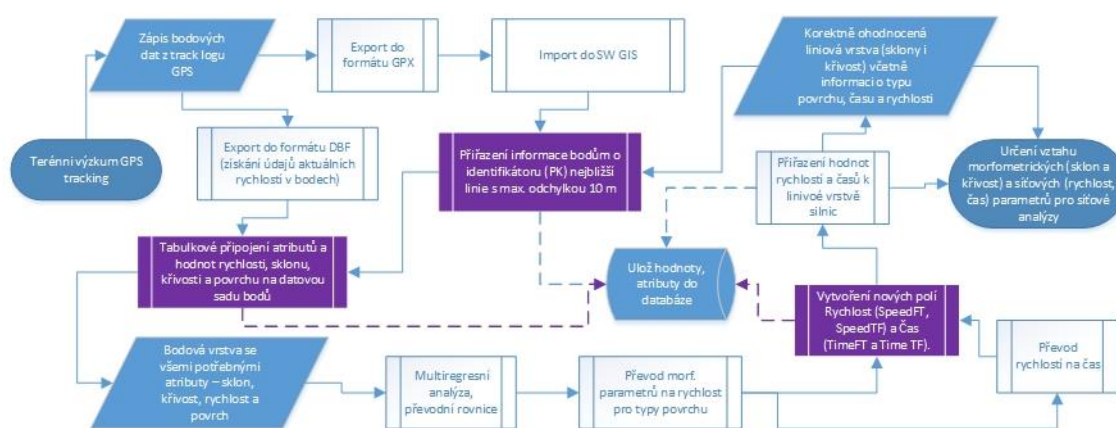 Zápis bodových
dat z track logu
GPS
Export do
formátu GPX
Import do SW GIS
Korektně ohodnocená
liniová vrstva (sklony i
křivost) včetně
informaci o typu
povrchu, času a rychlosti
Terénni výzkum GPS
tracking
Export do formátu DBF
(získání údajů aktuálních
rychlostí v bodech)
Přiřazení informace bodům o
identifikátoru (PK) nejbližší
linie s max. odchylkou 10 m
Přiřazení hodnot
rychlostí a časů k
linivoé vrstvě
silnic
Určení vztahu
morfometrických (sklon a
křivost) a síťových (rychlost,
čas) parametrů pro síťové
analýzy
Tabulkové připojení atributů a
hodnot rychlosti, sklonu,
křivosti a povrchu na datovou
sadu bodů
Ulož hodnoty,
atributy do
databáze
Vytvoření nových polí
Rychlost (SpeedFT,
SpeedTF) a Čas
(TimeFT a Time TF).
Převod
rychlosti na čas
Bodová vrstva se
všemi potřebnými
atributy – sklon,
křivost, rychlost a
povrch
Multiregresní
analýza,
převodní rovnice
Převod morf.
parametrů na rychlost
pro typy povrchu